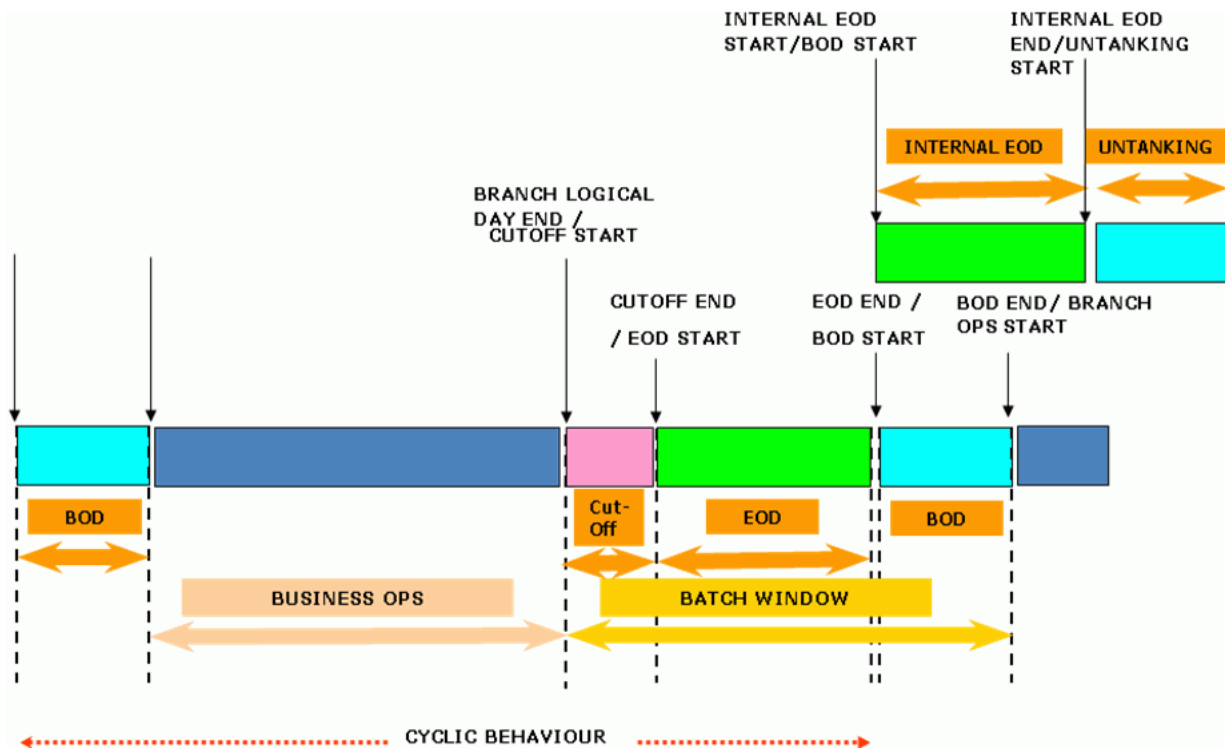 INTERNAL EOD
START/BOD START
INTERNAL EOD
END/UNTANKING
START
INTERNAL EOD
UNTANKING
BRANCH LOGICAL
DAY END /
CUTOFF START
CUTOFF END
/ EOD START
EOD END /
BOD START
BOD END/ BRANCH
OPS START
BOD
Cut-
Off
EOD
BOD
BUSINESS OPS
BATCH WINDOW
CYCLIC BEHAVIOUR